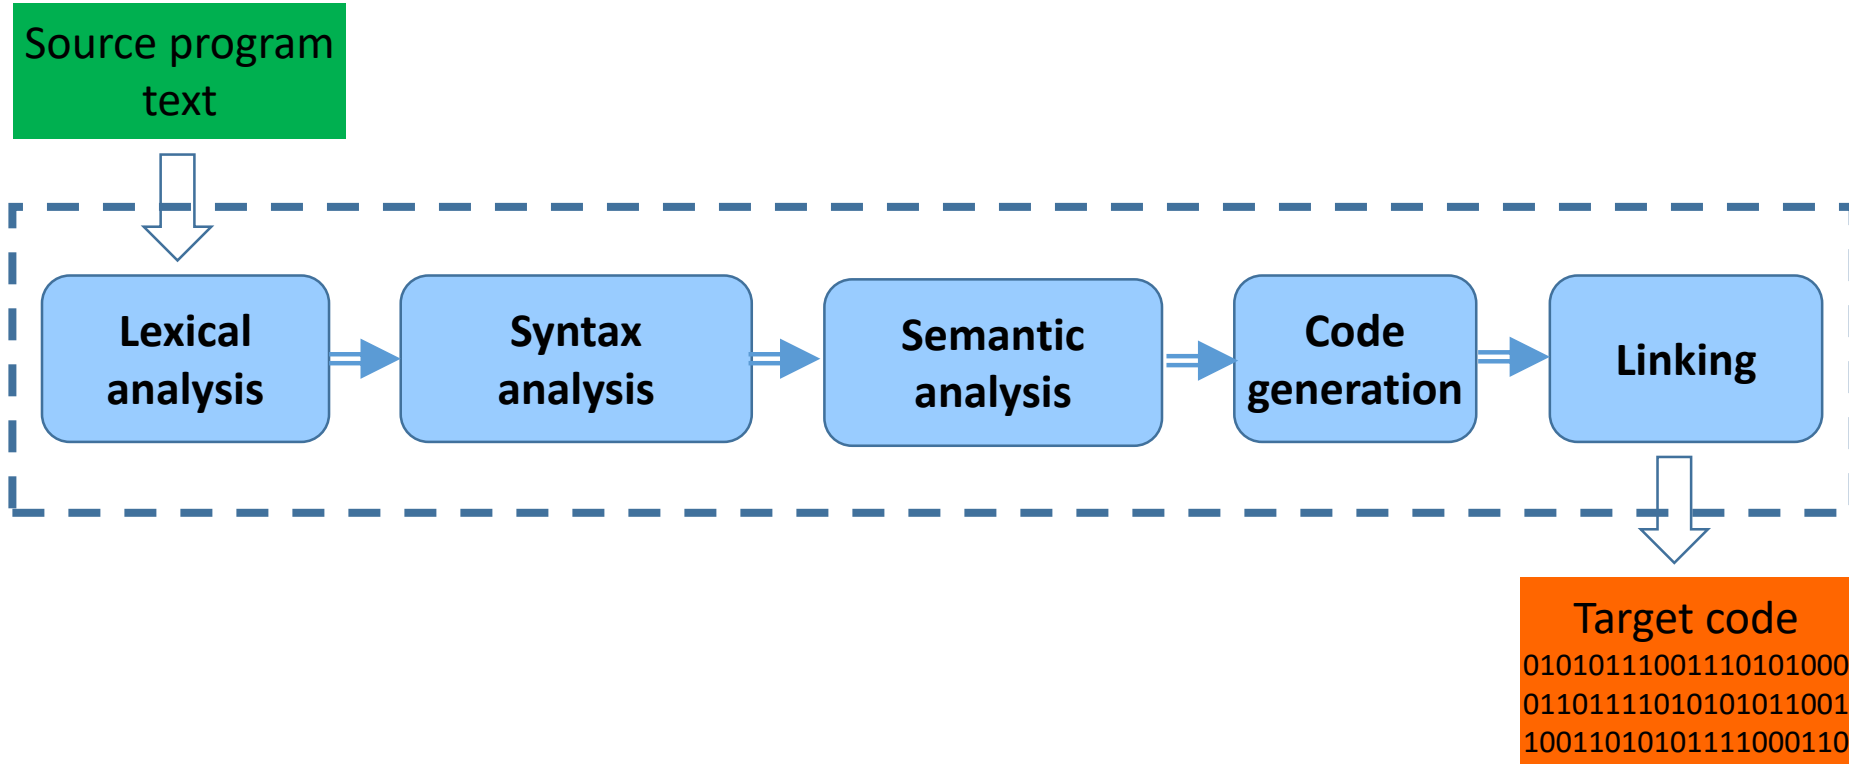 Source program
text
Lexical
analysis
Syntax
analysis
Semantic
analysis
Code
generation
Linking
Target code
01010111001110101000
01101111010101011001
10011010101111000110